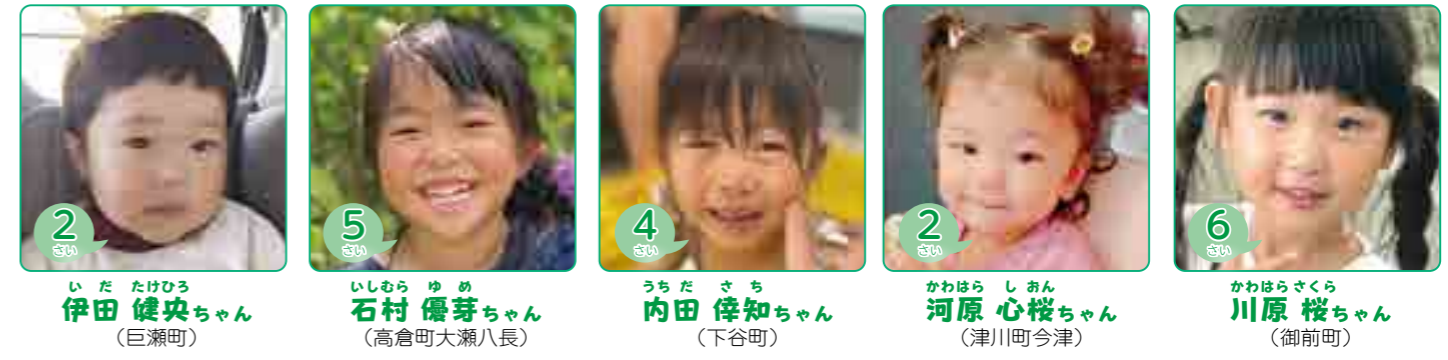 2
さい
5
さい
4
さい
2
さい
6
さい
いだ たけひろ
伊田 健央ちゃん
（巨瀬町）
いしむら ゆめ
石村 優芽ちゃん
（高倉町大瀬八長）
うちだ さち
内田 倖知ちゃん
（下谷町）
かわはら しおん
河原 心桜ちゃん
（津川町今津）
かわはら さくら
川原 桜ちゃん
（御前町）